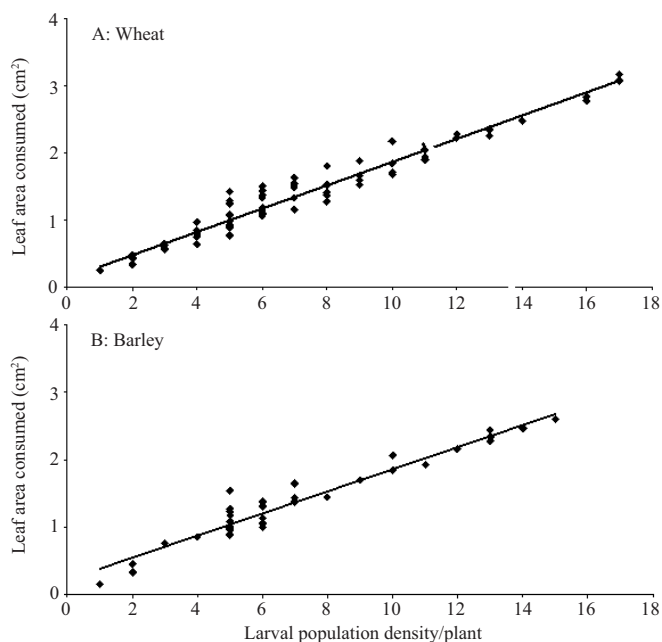 A: Wheat
Leaf area consumed (cm²)
4
3
2
1
0
0 2 4 6 8 10 12 14 16 18
B: Barley
Leaf area consumed (cm²)
4
3
2
1
0
0 2 4 6 8 10 12 14 16 18
Larval population density/plant